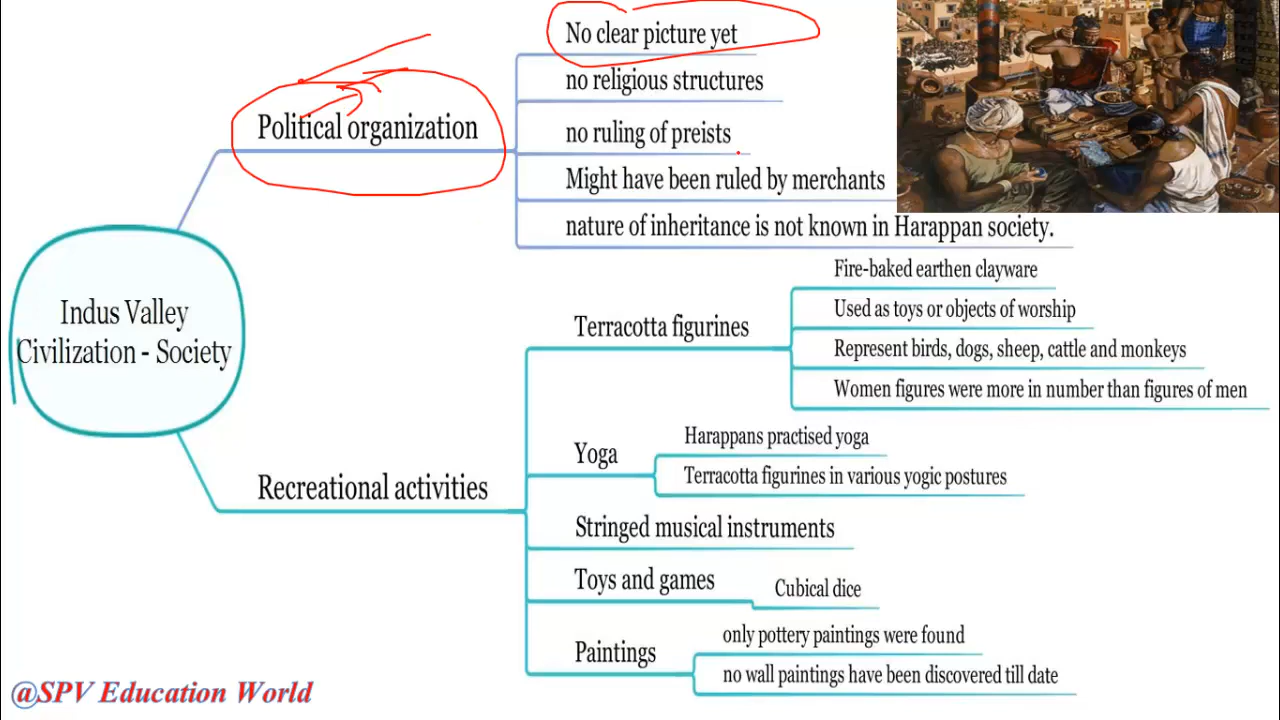 No clear picture yet
no religious structures
Political organization
no ruling of preists
Might have been ruled by merchants
nature of inheritance is not known in Harappan society.
Indus Valley
Civilization - Society
Fire-baked earthen clayware
Terracotta figurines
Used as toys or objects of worship
Represent birds, dogs, sheep, cattle and monkeys
Women figures were more in number than figures of men
Recreational activities
Yoga
Harappans practised yoga
Terracotta figurines in various yogic postures
Stringed musical instruments
Toys and games
Cubical dice
Paintings
only pottery paintings were found
no wall paintings have been discovered till date
@SPV Education World